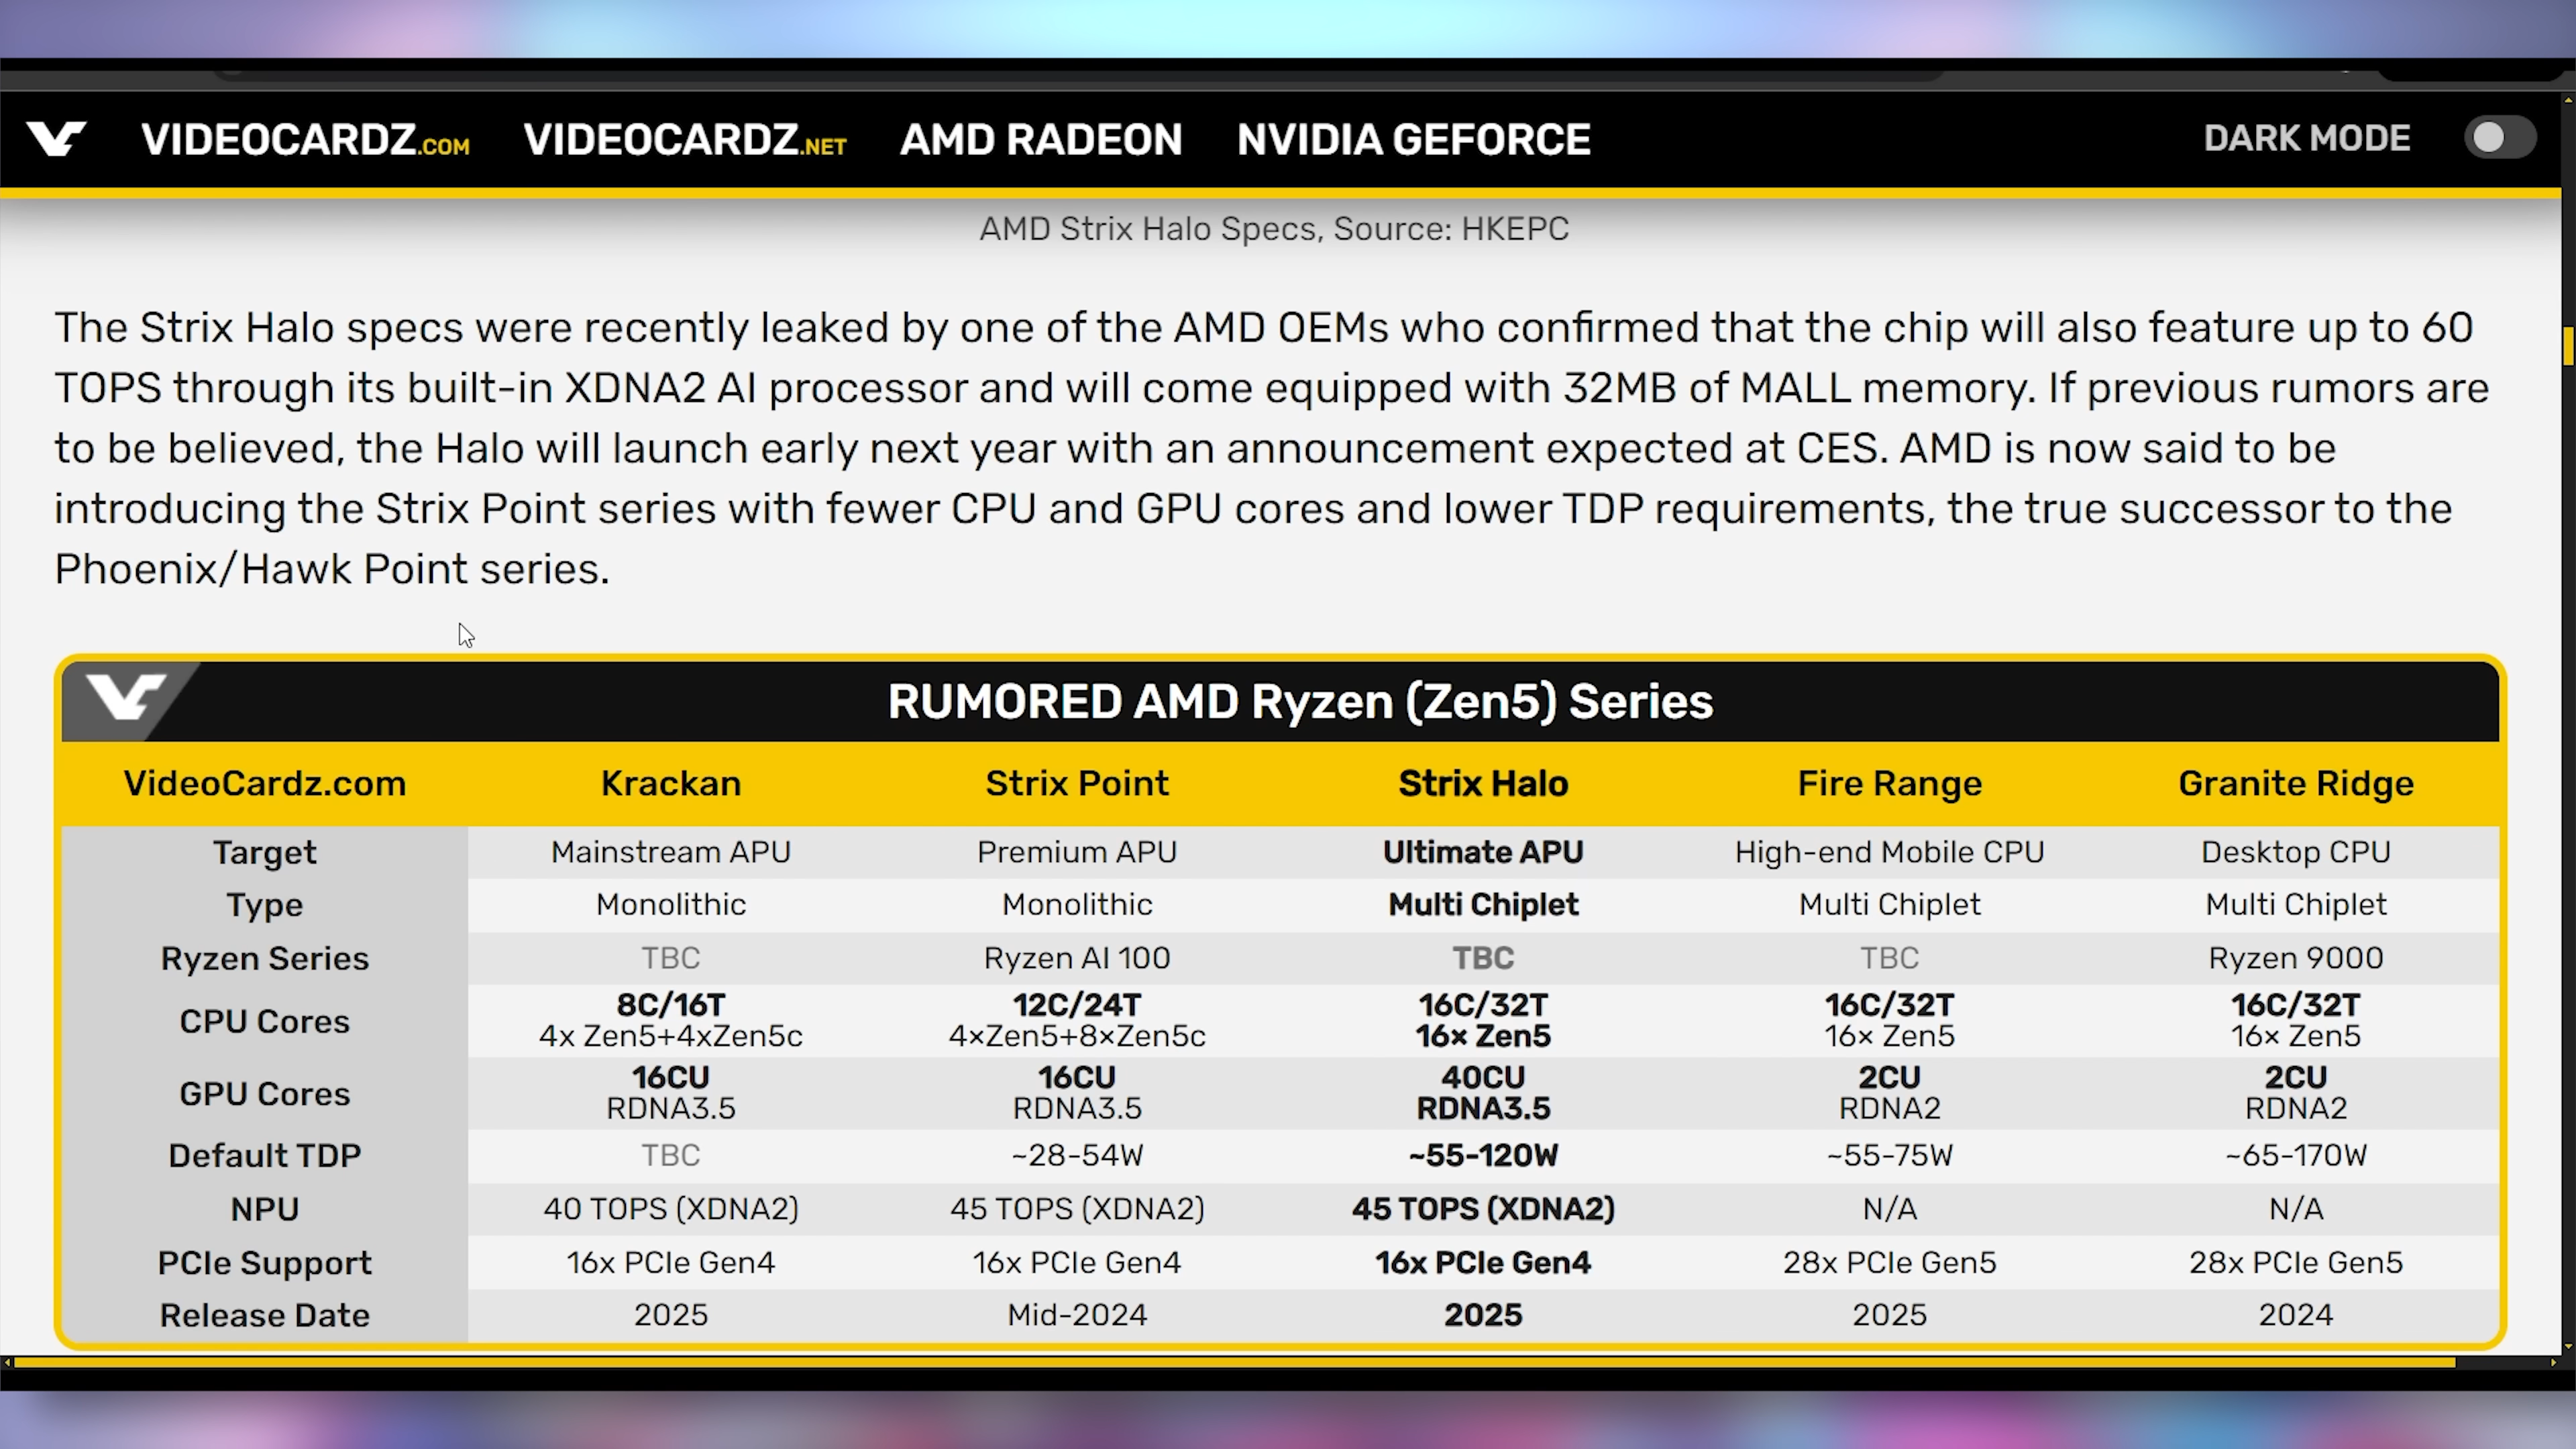 VIDEOCARDZ.COM VIDEOCARDZ.NET AMD RADEON NVIDIA GEFORCE DARK MODE
AMD Strix Halo Specs, Source: HKEPC
The Strix Halo specs were recently leaked by one of the AMD OEMs who confirmed that the chip will also feature up to 60
TOPS through its built-in XDNA2 AI processor and will come equipped with 32MB of MALL memory. If previous rumors are
to be believed, the Halo will launch early next year with an announcement expected at CES. AMD is now said to be
introducing the Strix Point series with fewer CPU and GPU cores and lower TDP requirements, the true successor to the
Phoenix/Hawk Point series.
RUMORED AMD Ryzen (Zen5) Series
VideoCardz.com Krackan Strix Point Strix Halo Fire Range Granite Ridge
Target Mainstream APU Premium APU Ultimate APU High-end Mobile CPU Desktop CPU
Type Monolithic Monolithic Multi Chiplet Multi Chiplet Multi Chiplet
Ryzen Series TBC Ryzen AI 100 TBC TBC Ryzen 9000
CPU Cores 8C/16T 12C/24T 16C/32T 16C/32T 16C/32T
4x Zen5+4xZen5c 4×Zen5+8×Zen5c 16× Zen5 16× Zen5 16× Zen5
GPU Cores 16CU 16CU 40CU 2CU 2CU
RDNA3.5 RDNA3.5 RDNA3.5 RDNA2 RDNA2
Default TDP TBC ~28-54W ~55-120W ~55-75W ~65-170W
NPU 40 TOPS (XDNA2) 45 TOPS (XDNA2) 45 TOPS (XDNA2) N/A N/A
PCIe Support 16x PCIe Gen4 16x PCIe Gen4 16x PCIe Gen4 28x PCIe Gen5 28x PCIe Gen5
Release Date 2025 Mid-2024 2025 2025 2024